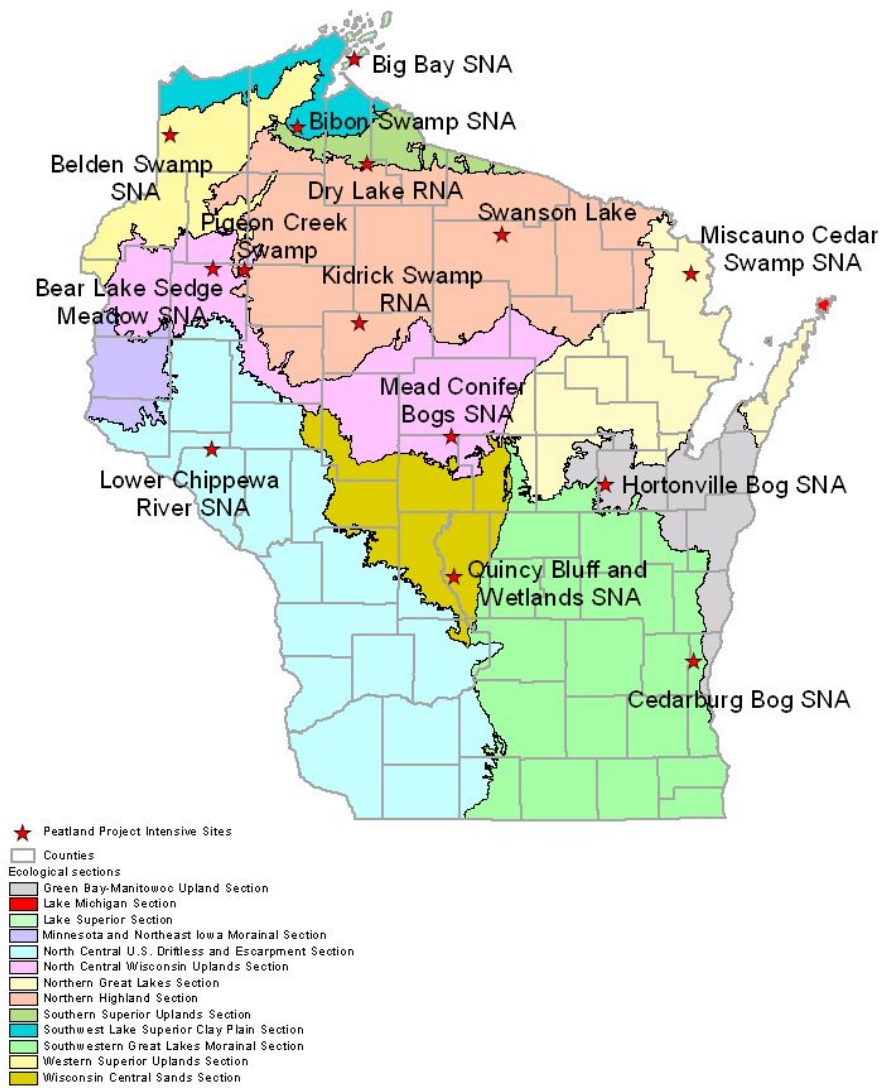 Big Bay SNA
Bibon Swamp SNA
Belden Swamp
SNA
Dry Lake RNA
Swanson Lake
Pigeon Creek
Swamp
Miscauno Cedar
Swamp SNA
Bear Lake Sedge
Meadow SNA
Kidrick Swamp
RNA
Mead Conifer
Bogs SNA
Lower Chippewa
River SNA
Hortonville Bog SNA
Quincy Bluff and
Wetlands SNA
Cedarburg Bog SNA
Peatland Project Intensive Sites
Counties
Ecological sections
Green Bay-Manitowoc Upland Section
Lake Michigan Section
Lake Superior Section
Minnesota and Northeast Iowa Morainal Section
North Central U.S. Driftless and Escarpment Section
North Central Wisconsin Uplands Section
Northern Great Lakes Section
Northern Highland Section
Southern Superior Uplands Section
Southwest Lake Superior Clay Plain Section
Southwestern Great Lakes Morainal Section
Western Superior Uplands Section
Wisconsin Central Sands Section